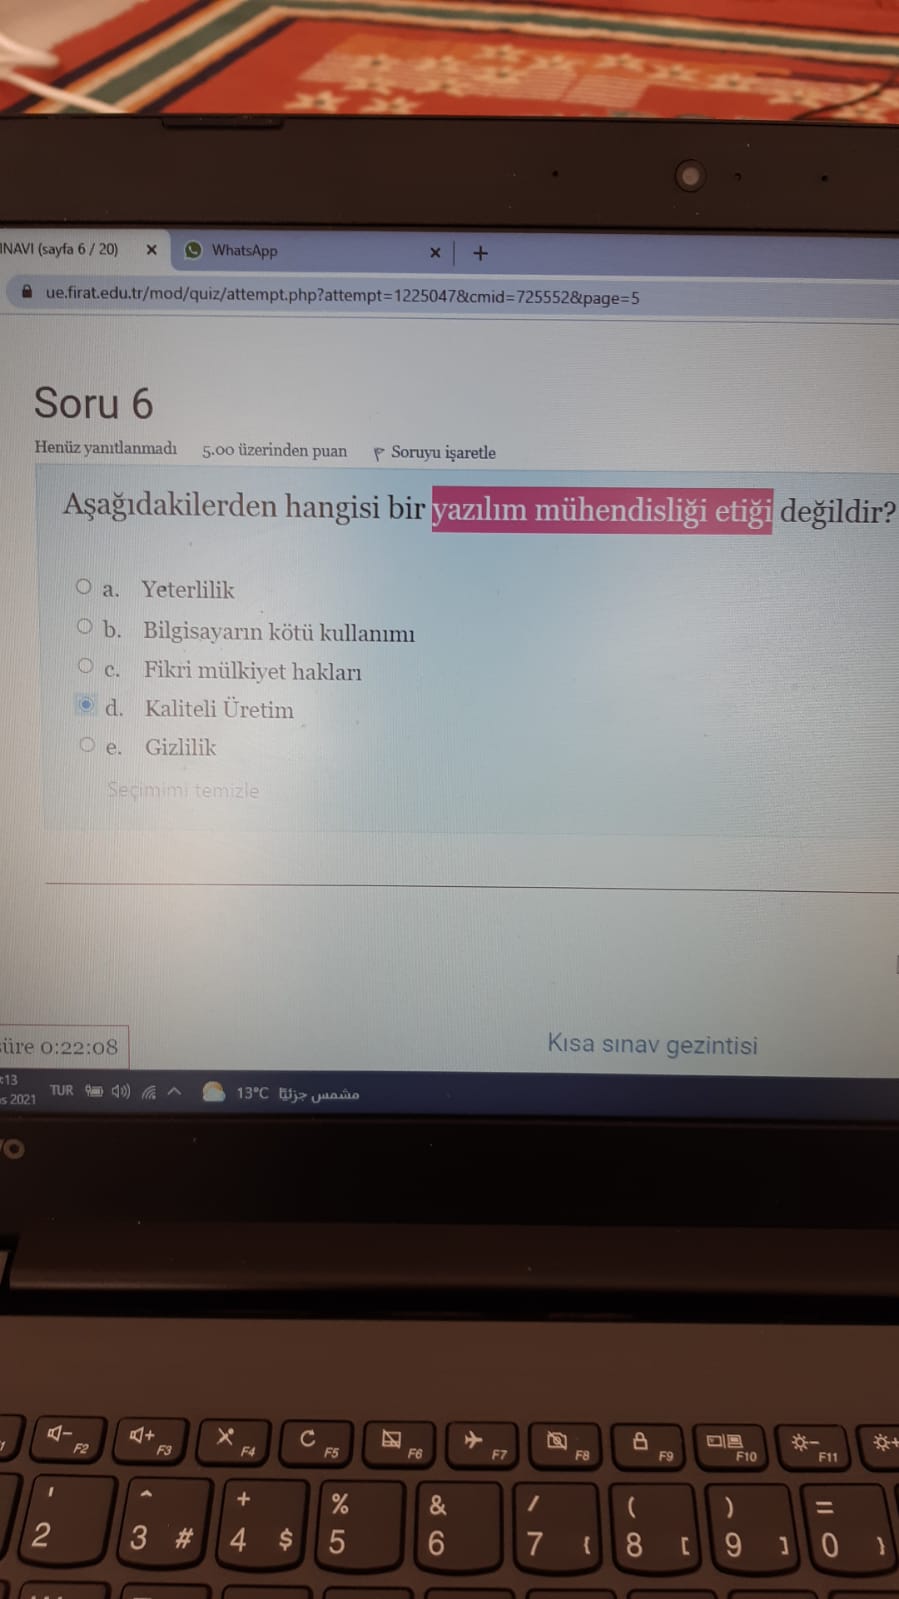 INAVI (sayfa 6 / 20) × WhatsApp × +
ue.firat.edu.tr/mod/quiz/attempt.php?attempt=1225047&cmid=725552&page=5
Soru 6
Henüz yanıtlanmadı 5.00 üzerinden puan Soruyu işaretle
Aşağıdakilerden hangisi bir yazılım mühendisliği etiği değildir?
a. Yeterlilik
b. Bilgisayarın kötü kullanımı
c. Fikri mülkiyet hakları
d. Kaliteli Üretim
e. Gizlilik
Seçimimi temizle
süre 0:22:08
Kısa sınav gezintisi
:13
s 2021 TUR 13°C مشمس جزئيًا
F2 F3 F4 F5 F6 F7 F8 F9 F10 F11
' ^ + % & / ( ) =
2 3 # 4 $ 5 6 7 { 8 [ 9 ] 0 }